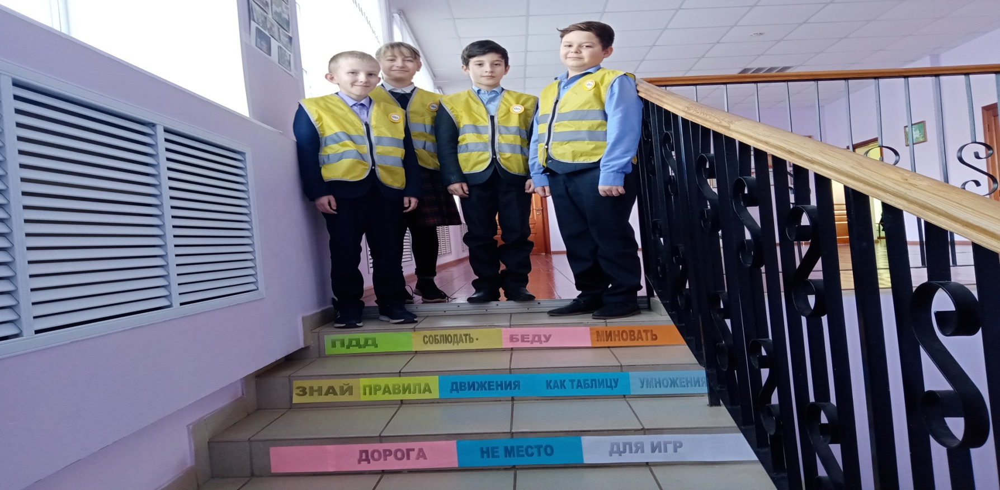 ПДД СОБЛЮДАТЬ - БЕДУ МИНОВАТЬ
ЗНАЙ ПРАВИЛА ДВИЖЕНИЯ КАК ТАБЛИЦУ УМНОЖЕНИЯ
ДОРОГА НЕ МЕСТО ДЛЯ ИГР